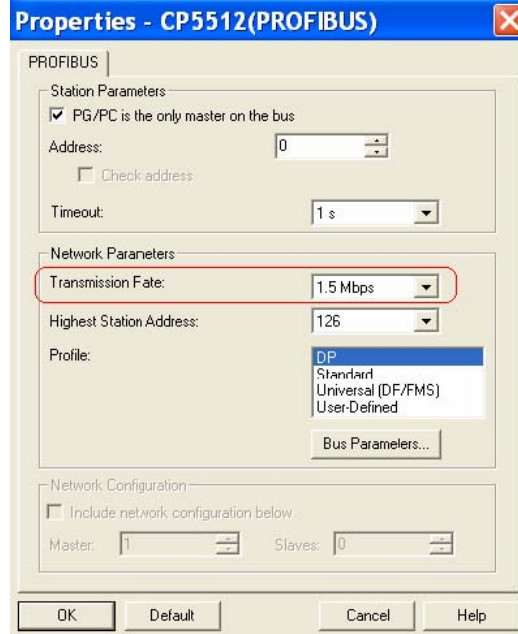 Properties - CP5512(PROFIBUS)
PROFIBUS
Station Parameters
PG/PC is the only master on the bus
Address: 0
Check address
Timeout: 1 s
Network Parameters
Transmission Fate: 1.5 Mbps
Highest Station Address: 126
Profile: DP
Standard
Universal (DF/FMS)
User-Defined
Bus Paramelers...
Network Configuration
Include network configuration below
Master: 1 Slaves: 0
OK Default Cancel Help